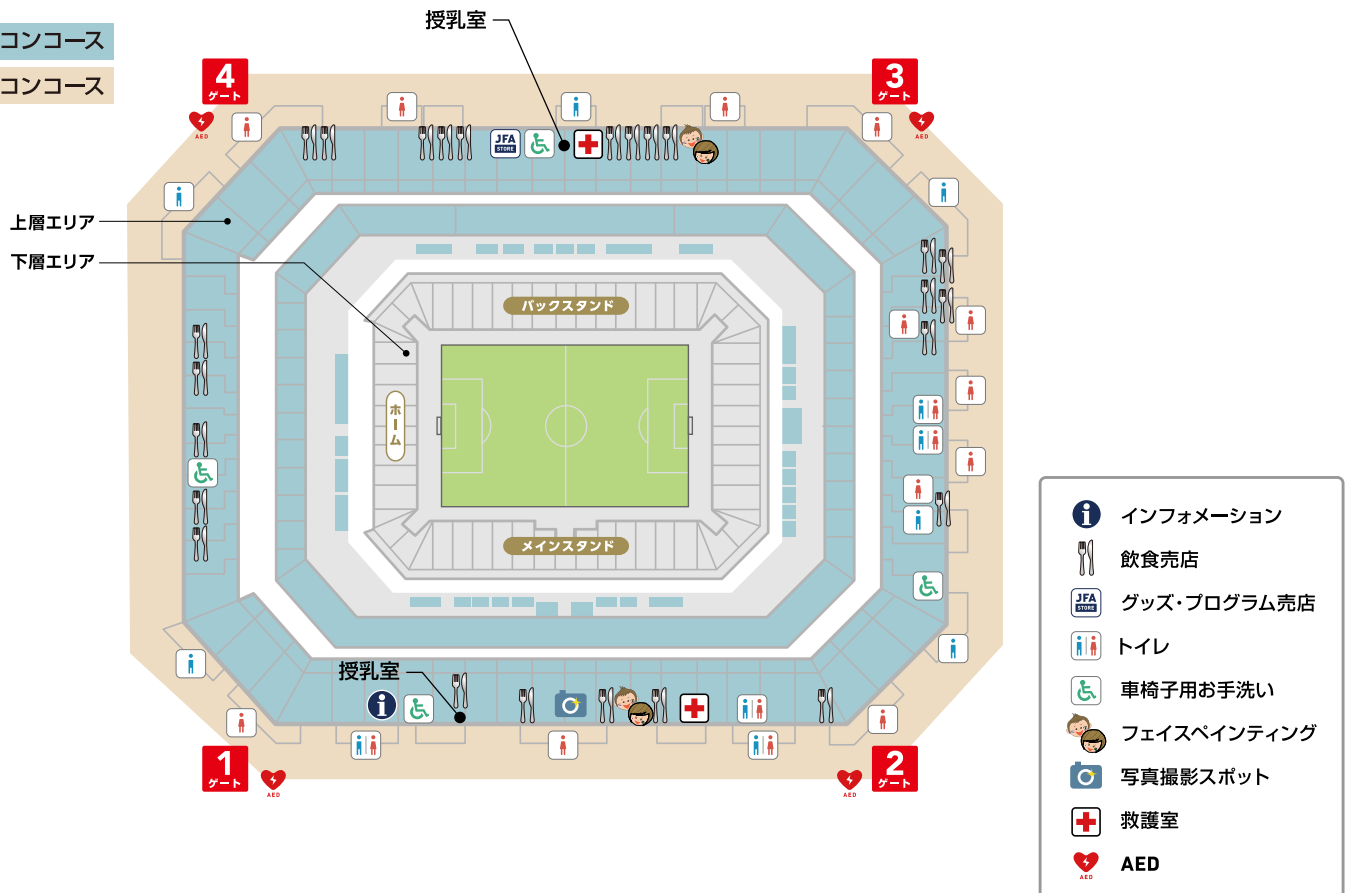 授乳室
コンコース
コンコース
4
ゲート
AED
3
ゲート
AED
JFA
STORE
上層エリア
下層エリア
バックスタンド
ホーム
メインスタンド
授乳室
1
ゲート
AED
2
ゲート
AED
インフォメーション
飲食売店
JFA
STORE
グッズ・プログラム売店
トイレ
車椅子用お手洗い
フェイスペインティング
写真撮影スポット
救護室
AED
AED